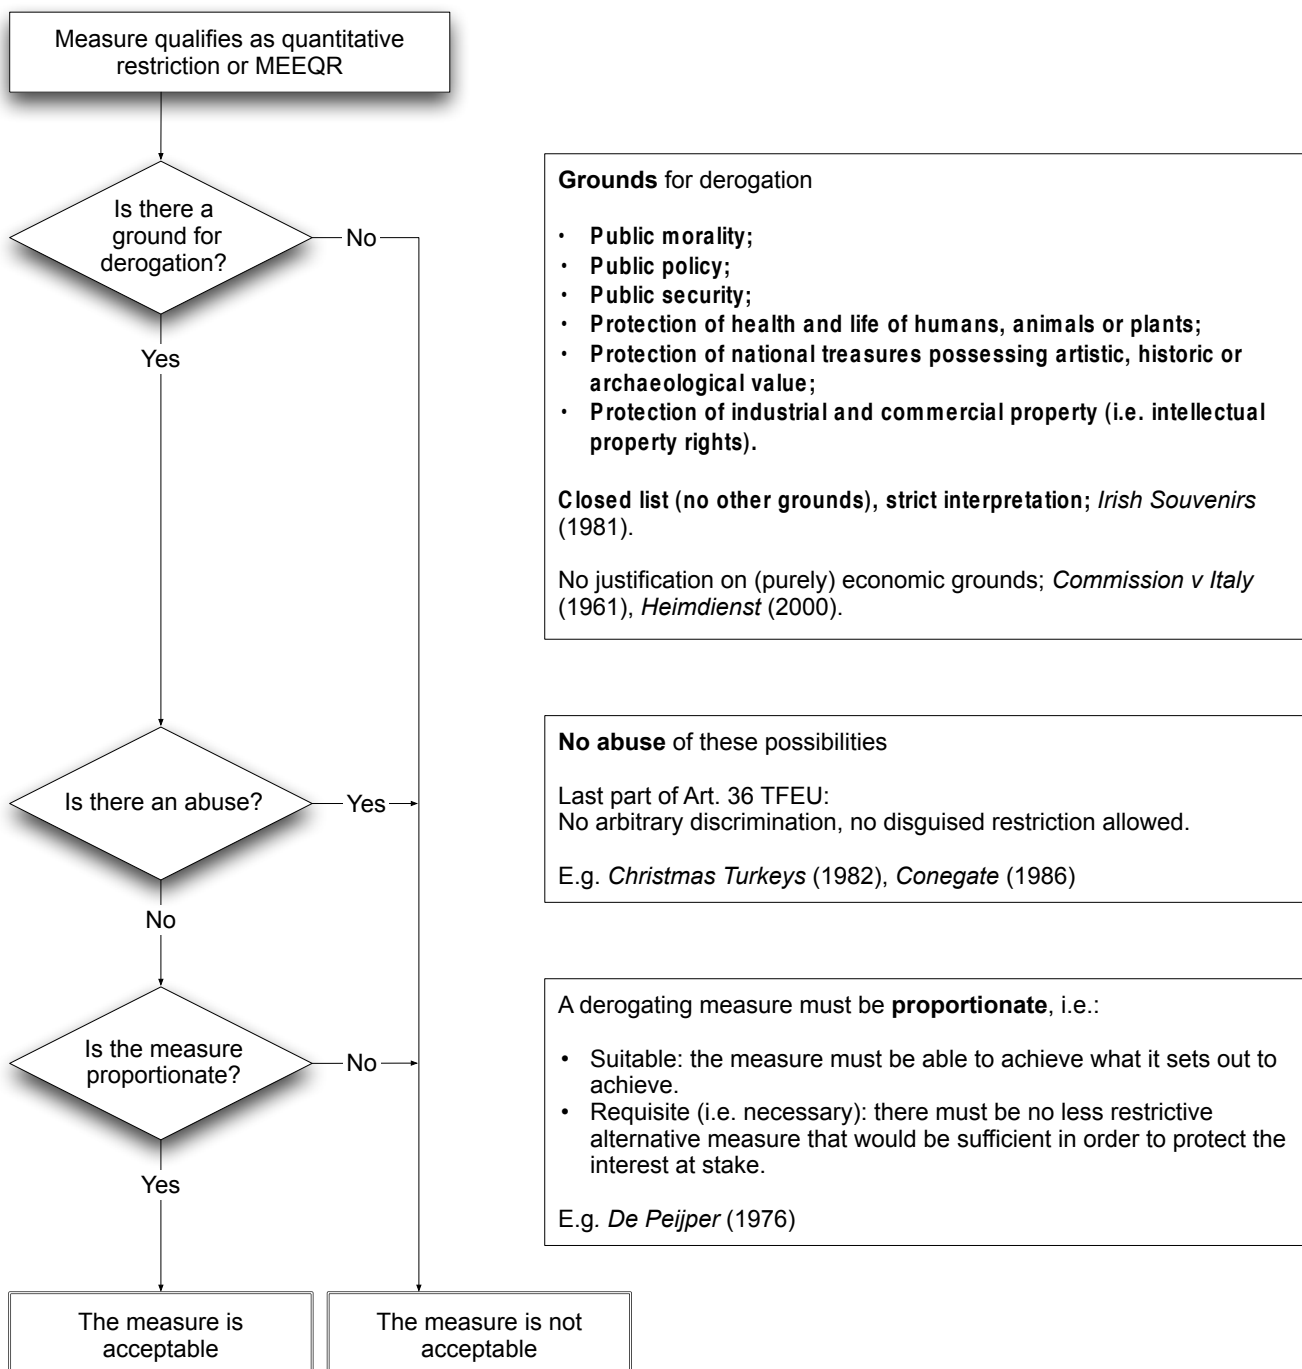 Measure qualifies as quantitative
restriction or MEEQR
Is there a
ground for
derogation?
No
Yes
Grounds for derogation
• Public morality;
• Public policy;
• Public security;
• Protection of health and life of humans, animals or plants;
• Protection of national treasures possessing artistic, historic or
archaeological value;
• Protection of industrial and commercial property (i.e. intellectual
property rights).
Closed list (no other grounds), strict interpretation; Irish Souvenirs
(1981).
No justification on (purely) economic grounds; Commission v Italy
(1961), Heimdienst (2000).
Is there an abuse?
Yes
No
No abuse of these possibilities
Last part of Art. 36 TFEU:
No arbitrary discrimination, no disguised restriction allowed.
E.g. Christmas Turkeys (1982), Conegate (1986)
Is the measure
proportionate?
No
Yes
A derogating measure must be proportionate, i.e.:
• Suitable: the measure must be able to achieve what it sets out to
achieve.
• Requisite (i.e. necessary): there must be no less restrictive
alternative measure that would be sufficient in order to protect the
interest at stake.
E.g. De Peijper (1976)
The measure is
acceptable
The measure is not
acceptable